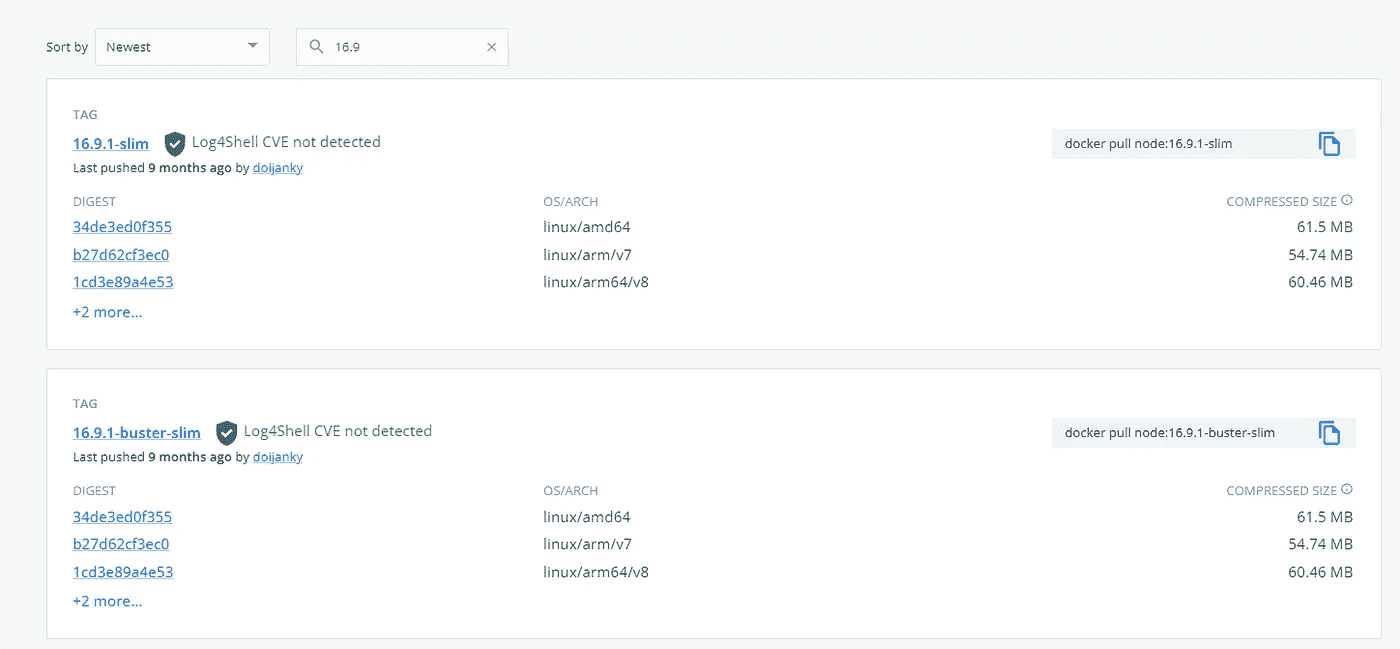 Sort by Newest 16.9
TAG
16.9.1-slim Log4Shell CVE not detected docker pull node:16.9.1-slim
Last pushed 9 months ago by doijanky
DIGEST OS/ARCH COMPRESSED SIZE
34de3ed0f355 linux/amd64 61.5 MB
b27d62cf3ec0 linux/arm/v7 54.74 MB
1cd3e89a4e53 linux/arm64/v8 60.46 MB
+2 more...
TAG
16.9.1-buster-slim Log4Shell CVE not detected docker pull node:16.9.1-buster-slim
Last pushed 9 months ago by doijanky
DIGEST OS/ARCH COMPRESSED SIZE
34de3ed0f355 linux/amd64 61.5 MB
b27d62cf3ec0 linux/arm/v7 54.74 MB
1cd3e89a4e53 linux/arm64/v8 60.46 MB
+2 more...